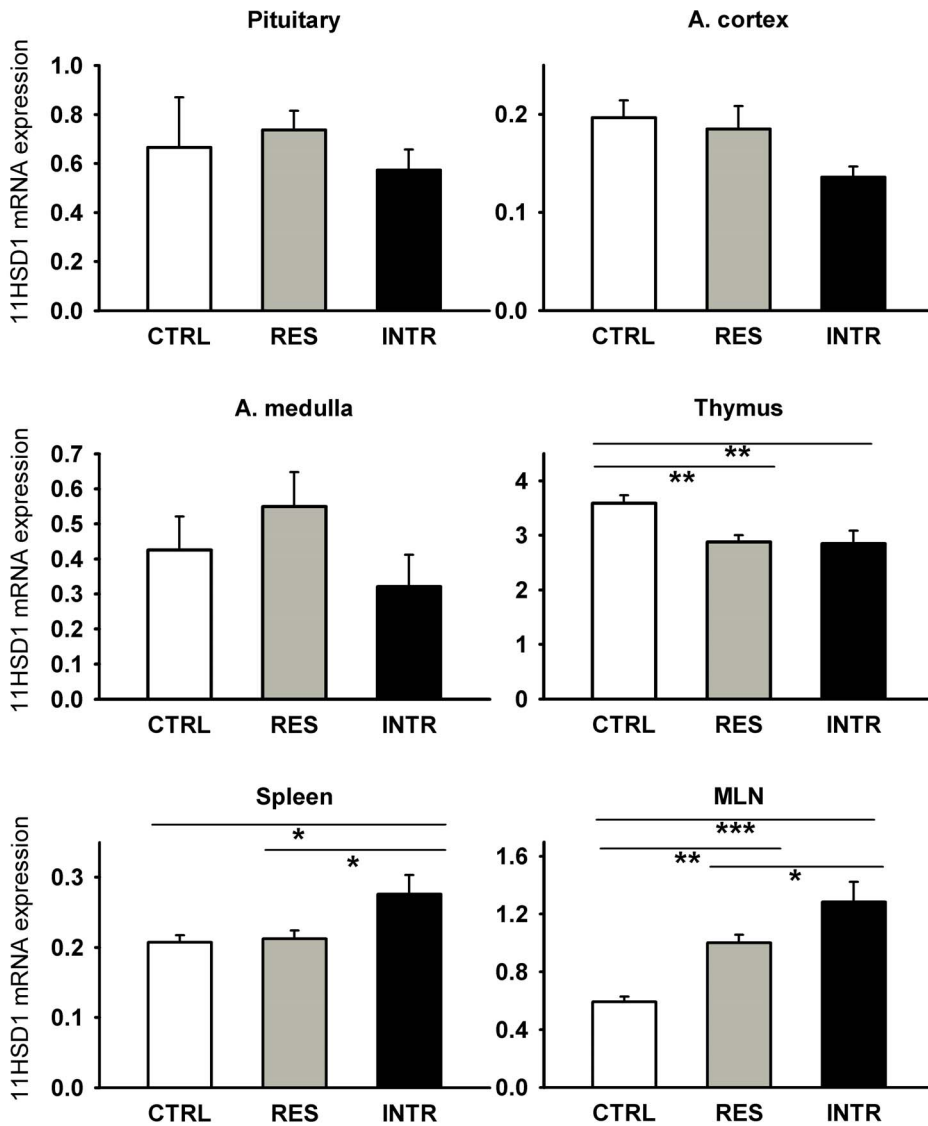 Pituitary
11HSD1 mRNA expression
1.0
0.8
0.6
0.4
0.2
0.0
CTRL RES INTR
A. cortex
0.2
0.1
0.0
CTRL RES INTR
A. medulla
11HSD1 mRNA expression
0.7
0.6
0.5
0.4
0.3
0.2
0.1
0.0
CTRL RES INTR
Thymus
**
**
4
3
2
1
0
CTRL RES INTR
Spleen
*
*
11HSD1 mRNA expression
0.3
0.2
0.1
0.0
CTRL RES INTR
MLN
***
**
*
1.6
1.2
0.8
0.4
0.0
CTRL RES INTR